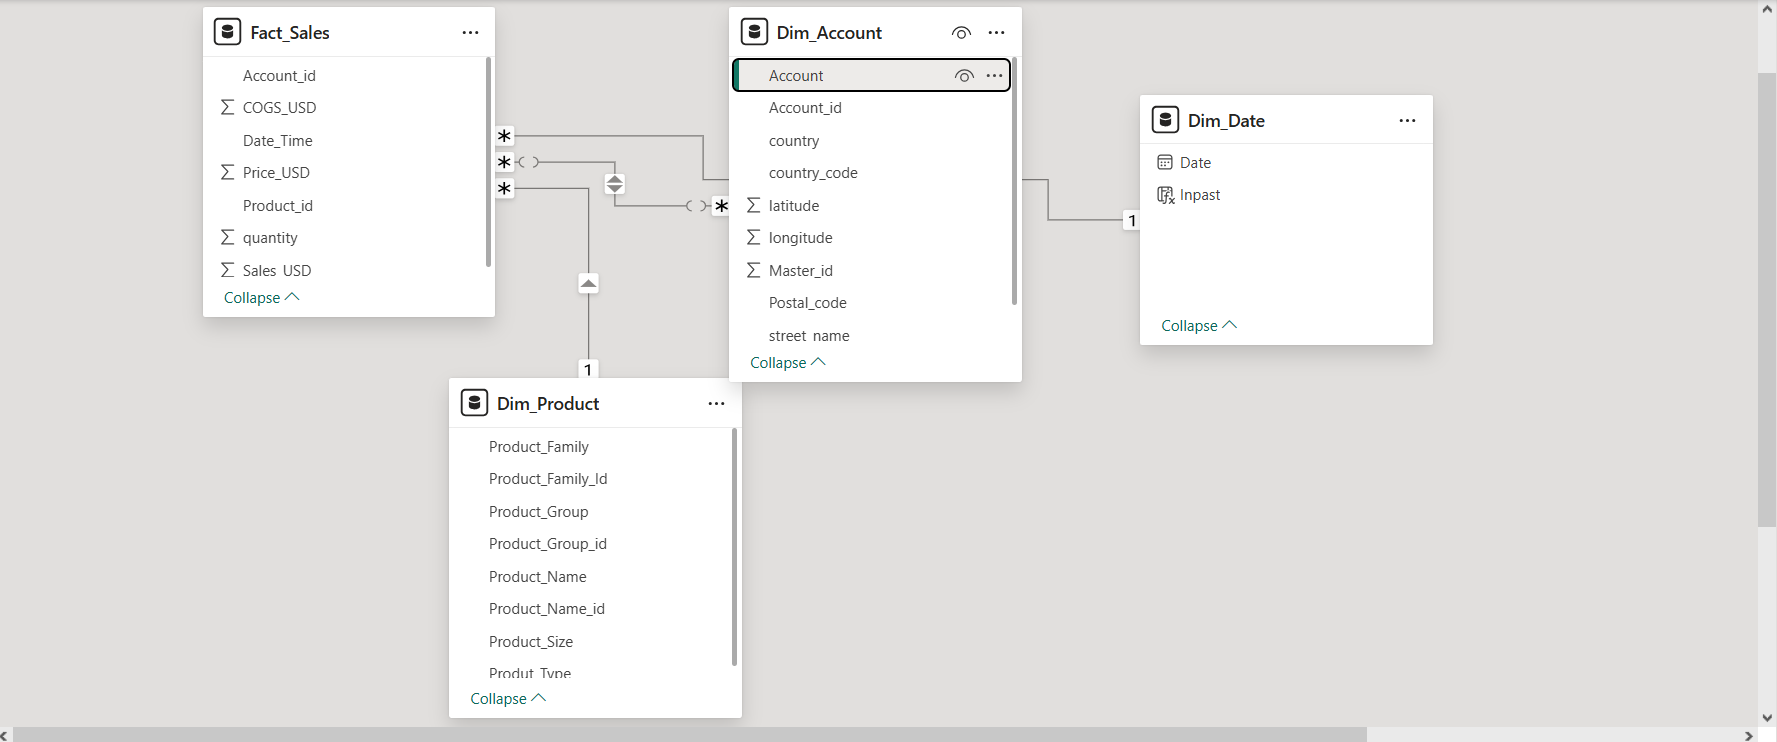 Fact_Sales
Account_id
COGS_USD
Date_Time
Price_USD
Product_id
quantity
Sales_USD
Collapse
Dim_Account
Account
Account_id
country
country_code
latitude
longitude
Master_id
Postal_code
street_name
Collapse
Dim_Date
Date
Inpast
Collapse
1
1
Dim_Product
Product_Family
Product_Family_Id
Product_Group
Product_Group_id
Product_Name
Product_Name_id
Product_Size
Produt_Type
Collapse